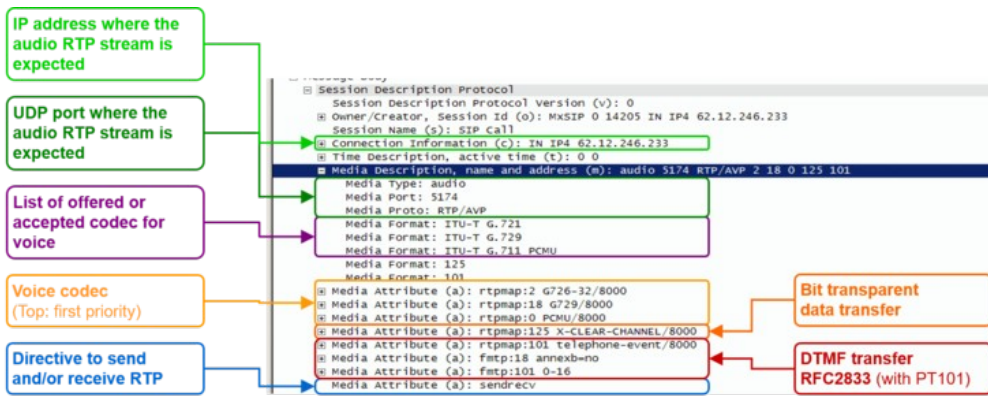 IP address where the
audio RTP stream is
expected
UDP port where the
audio RTP stream is
expected
List of offered or
accepted codec for
voice
Voice codec
(Top: first priority)
Directive to send
and/or receive RTP
Message Body
Session Description Protocol
Session Description Protocol Version (v): 0
Owner/Creator, Session Id (o): MxSIP 0 14205 IN IP4 62.12.246.233
Session Name (s): SIP Call
Connection Information (c): IN IP4 62.12.246.233
Time Description, active time (t): 0 0
Media Description, name and address (m): audio 5174 RTP/AVP 2 18 0 125 101
Media Type: audio
Media Port: 5174
Media Proto: RTP/AVP
Media Format: ITU-T G.721
Media Format: ITU-T G.729
Media Format: ITU-T G.711 PCMU
Media Format: 125
Media Format: 101
Media Attribute (a): rtpmap:2 G726-32/8000
Media Attribute (a): rtpmap:18 G729/8000
Media Attribute (a): rtpmap:0 PCMU/8000
Media Attribute (a): rtpmap:125 X-CLEAR-CHANNEL/8000
Media Attribute (a): rtpmap:101 telephone-event/8000
Media Attribute (a): fmtp:18 annexb=no
Media Attribute (a): fmtp:101 0-16
Media Attribute (a): sendrecv
Bit transparent
data transfer
DTMF transfer
RFC2833 (with PT101)